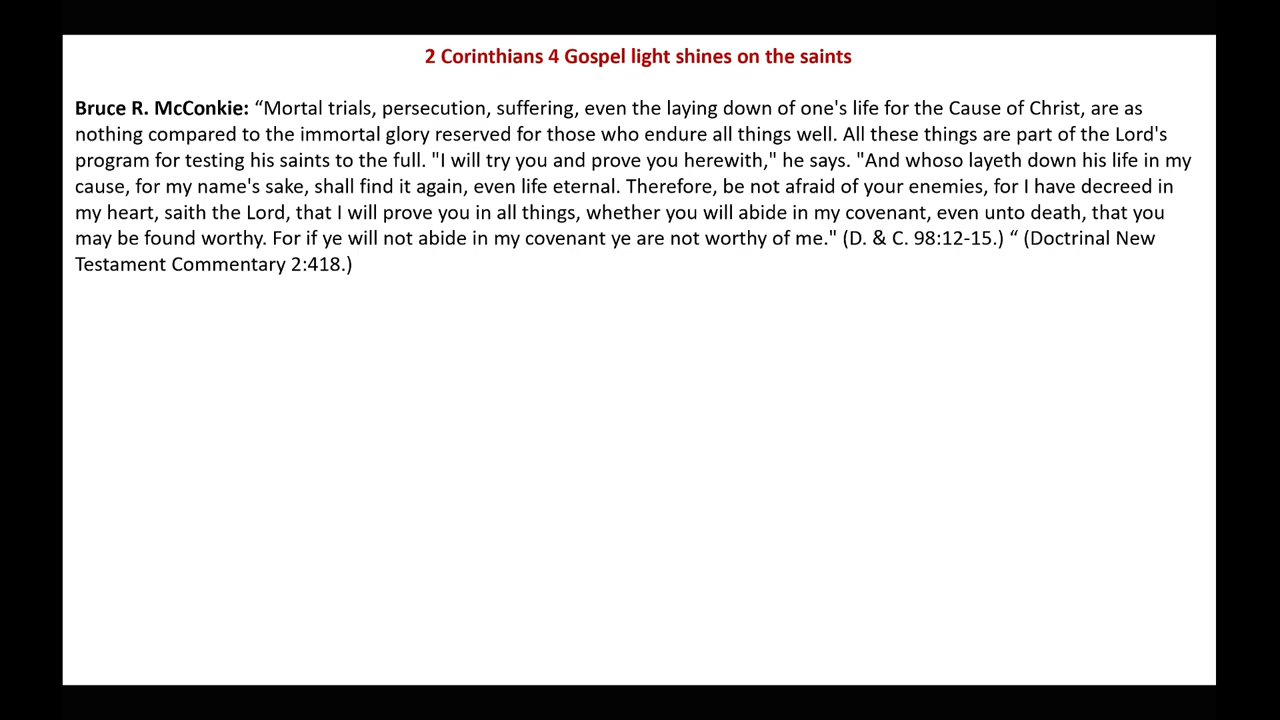 2 Corinthians 4 Gospel light shines on the saints
Bruce R. McConkie: “Mortal trials, persecution, suffering, even the laying down of one's life for the Cause of Christ, are as
nothing compared to the immortal glory reserved for those who endure all things well. All these things are part of the Lord's
program for testing his saints to the full. "I will try you and prove you herewith," he says. "And whoso layeth down his life in my
cause, for my name's sake, shall find it again, even life eternal. Therefore, be not afraid of your enemies, for I have decreed in
my heart, saith the Lord, that I will prove you in all things, whether you will abide in my covenant, even unto death, that you
may be found worthy. For if ye will not abide in my covenant ye are not worthy of me." (D. & C. 98:12-15.) “ (Doctrinal New
Testament Commentary 2:418.)